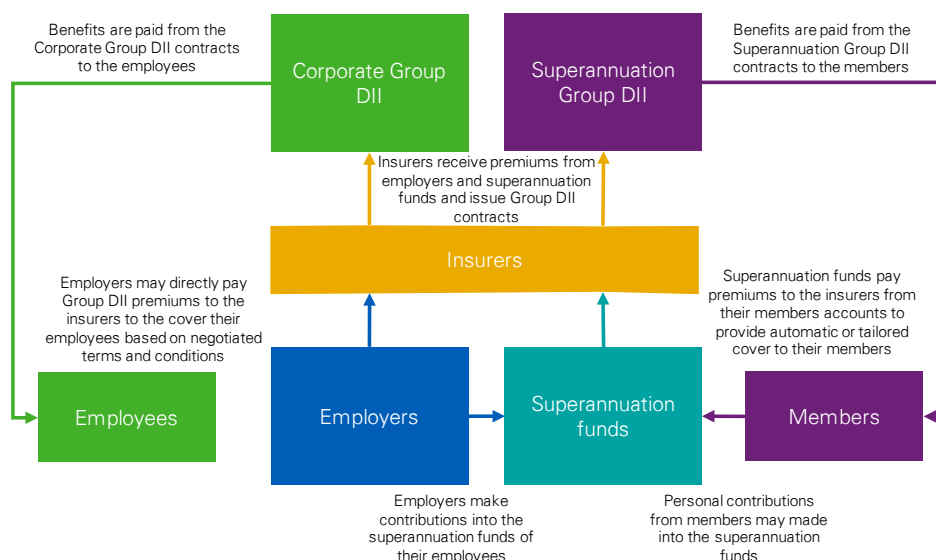 Benefits are paid from the
Corporate Group DII contracts
to the employees
Corporate Group
DII
Superannuation
Group DII
Benefits are paid from the
Superannuation Group DII
contracts to the members
Insurers receive premiums from
employers and superannuation
funds and issue Group DII
contracts
Insurers
Employers may directly pay
Group DII premiums to the
insurers to the cover their
employees based on negotiated
terms and conditions
Superannuation funds pay
premiums to the insurers from
their members accounts to
provide automatic or tailored
cover to their members
Employees
Employers
Superannuation
funds
Members
Employers make
contributions into the
superannuation funds of
their employees
Personal contributions
from members may made
into the superannuation
funds